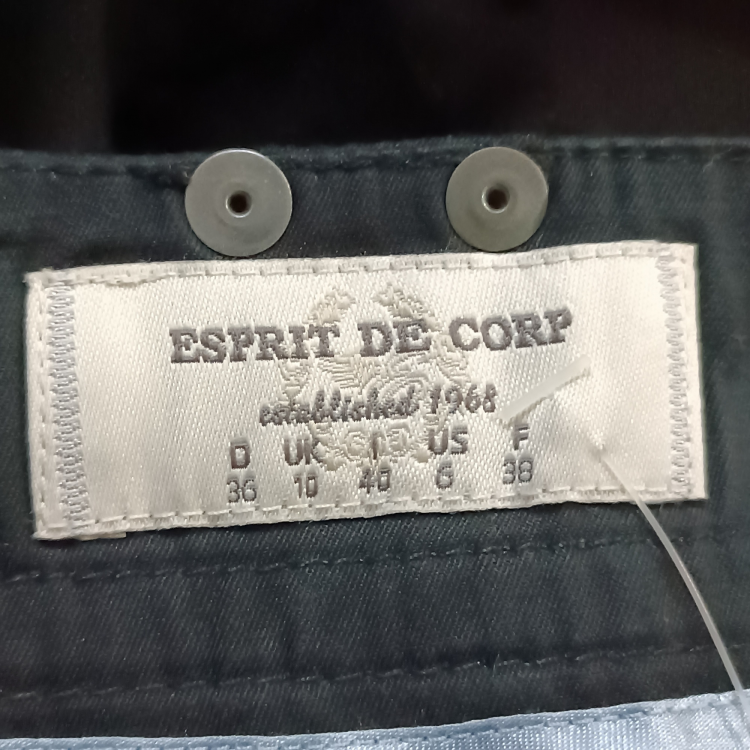 ESPRIT DE CORP
established 1968
D UK I US F
36 10 40 6 38